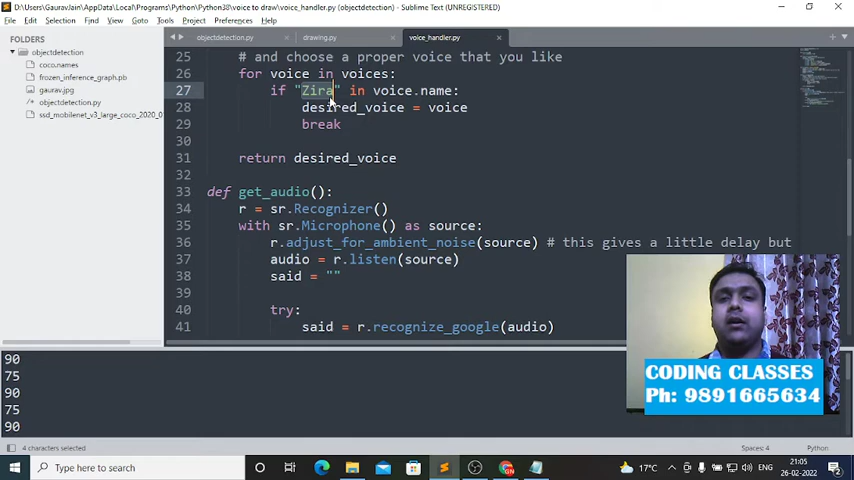 C:\Users\GauravJain\AppData\Local\Programs\Python\Python38\voice to draw\voice_handler.py (objectdetection) - Sublime Text (UNREGISTERED)
File Edit Selection Find View Goto Tools Project Preferences Help
FOLDERS
objectdetection
coco.names
frozen_inference_graph.pb
gaurav.jpg
objectdetection.py
ssd_mobilenet_v3_large_coco_2020_01
objectdetection.py
drawing.py
voice_handler.py
25 # and choose a proper voice that you like
26 for voice in voices:
27 if "Zira" in voice.name:
28 desired_voice = voice
29 break
30
31 return desired_voice
32
33 def get_audio():
34 r = sr.Recognizer()
35 with sr.Microphone() as source:
36 r.adjust_for_ambient_noise(source) # this gives a little delay but
37 audio = r.listen(source)
38 said = ""
39
40 try:
41 said = r.recognize_google(audio)
90
75
90
75
90
CODING CLASSES
Ph: 9891665634
4 characters selected
Spaces: 4
Python
Type here to search
17°C
ENG
21:05
26-02-2022